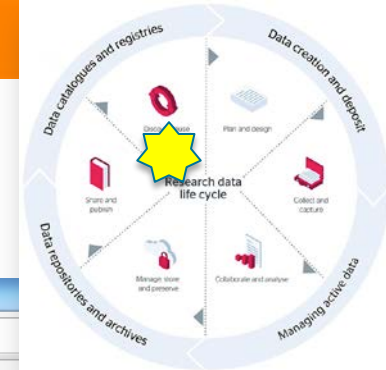 Data catalogues and registries
Data creation and deposit
Plan and design
Research data
life cycle
Share and
publish
Collect and
capture
Manage store
and preserve
Collaborate and analyse
Data repositories and archives
Managing active data